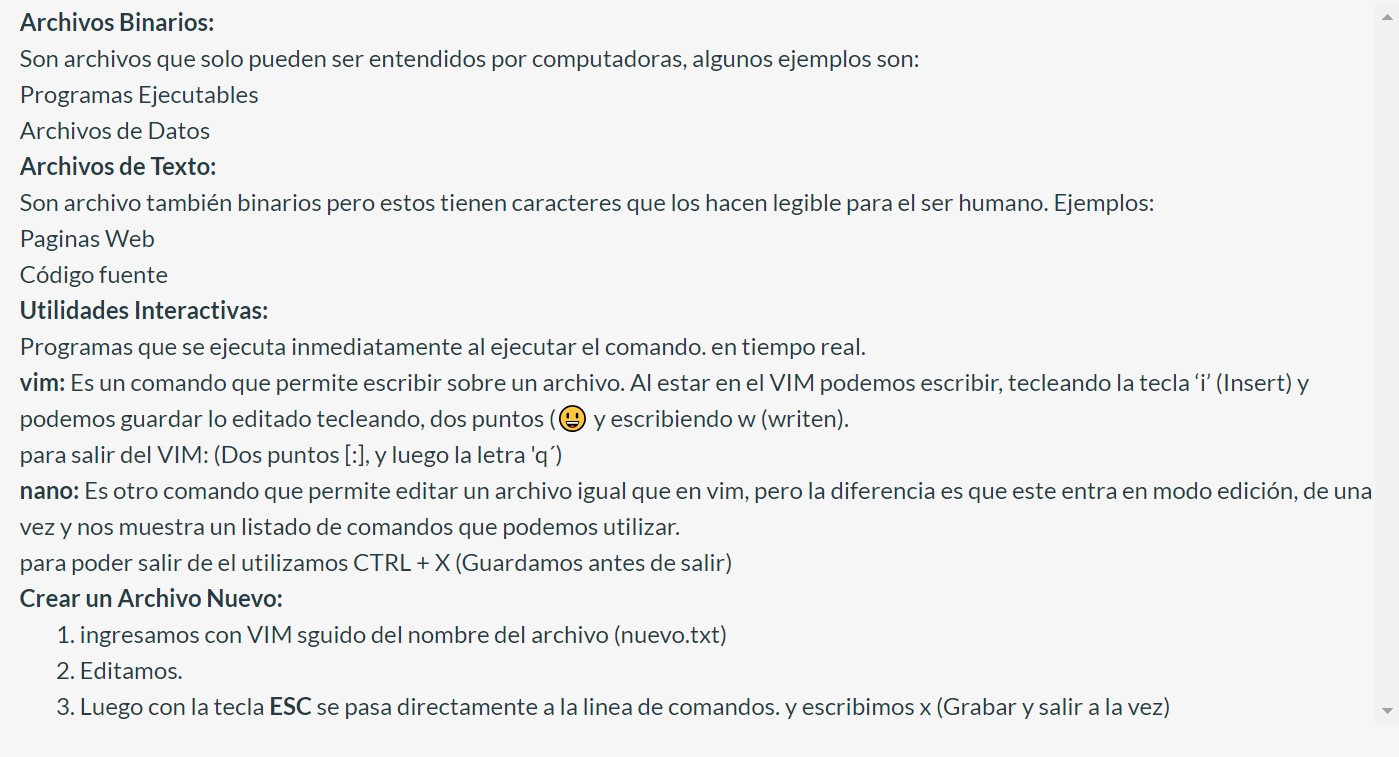 Archivos Binarios:
Son archivos que solo pueden ser entendidos por computadoras, algunos ejemplos son:
Programas Ejecutables
Archivos de Datos
Archivos de Texto:
Son archivo también binarios pero estos tienen caracteres que los hacen legible para el ser humano. Ejemplos:
Paginas Web
Código fuente
Utilidades Interactivas:
Programas que se ejecuta inmediatamente al ejecutar el comando. en tiempo real.
vim: Es un comando que permite escribir sobre un archivo. Al estar en el VIM podemos escribir, tecleando la tecla ‘i’ (Insert) y
podemos guardar lo editado tecleando, dos puntos (😃 y escribiendo w (writen).
para salir del VIM: (Dos puntos [:], y luego la letra 'q´)
nano: Es otro comando que permite editar un archivo igual que en vim, pero la diferencia es que este entra en modo edición, de una
vez y nos muestra un listado de comandos que podemos utilizar.
para poder salir de el utilizamos CTRL + X (Guardamos antes de salir)
Crear un Archivo Nuevo:
1. ingresamos con VIM sguido del nombre del archivo (nuevo.txt)
2. Editamos.
3. Luego con la tecla ESC se pasa directamente a la linea de comandos. y escribimos x (Grabar y salir a la vez)